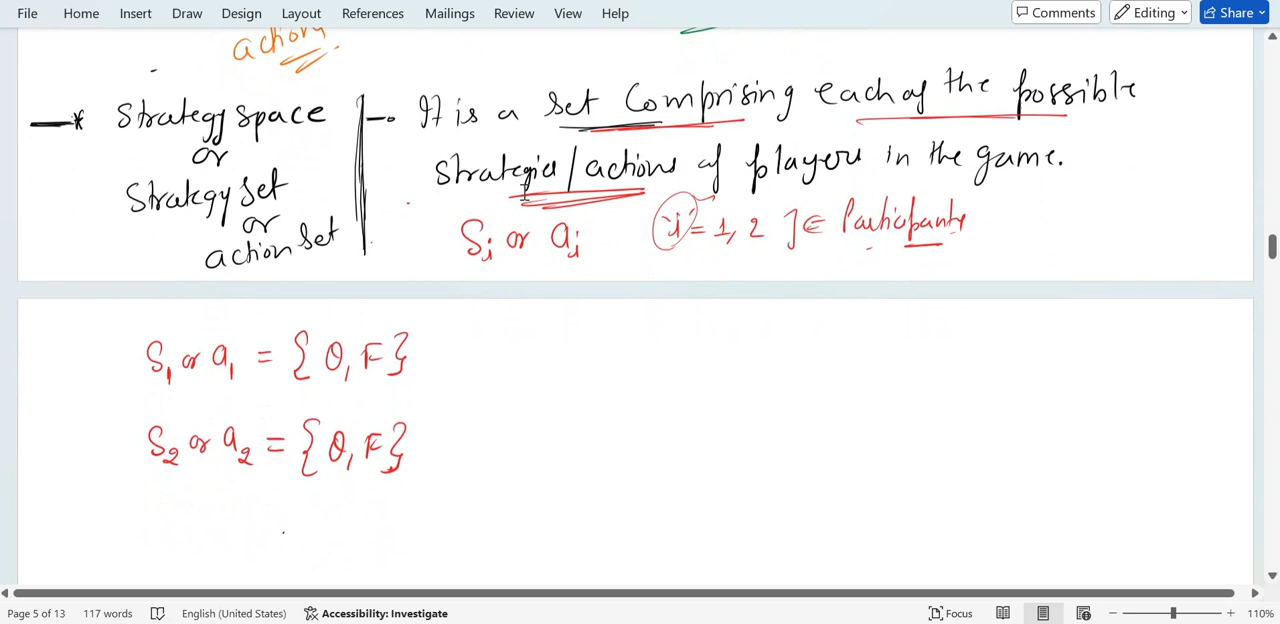 File Home Insert Draw Design Layout References Mailings Review View Help Comments Editing Share
action
* Strategy space
or
Strategy Set
or
action Set
It is a set comprising each of the possible
strategies/actions of players in the game.
Si or ai 'i' = 1, 2 ] ∈ Participants
S1 or a1 = { O, F }
S2 or a2 = { O, F }
Page 5 of 13 117 words English (United States) Accessibility: Investigate Focus 110%